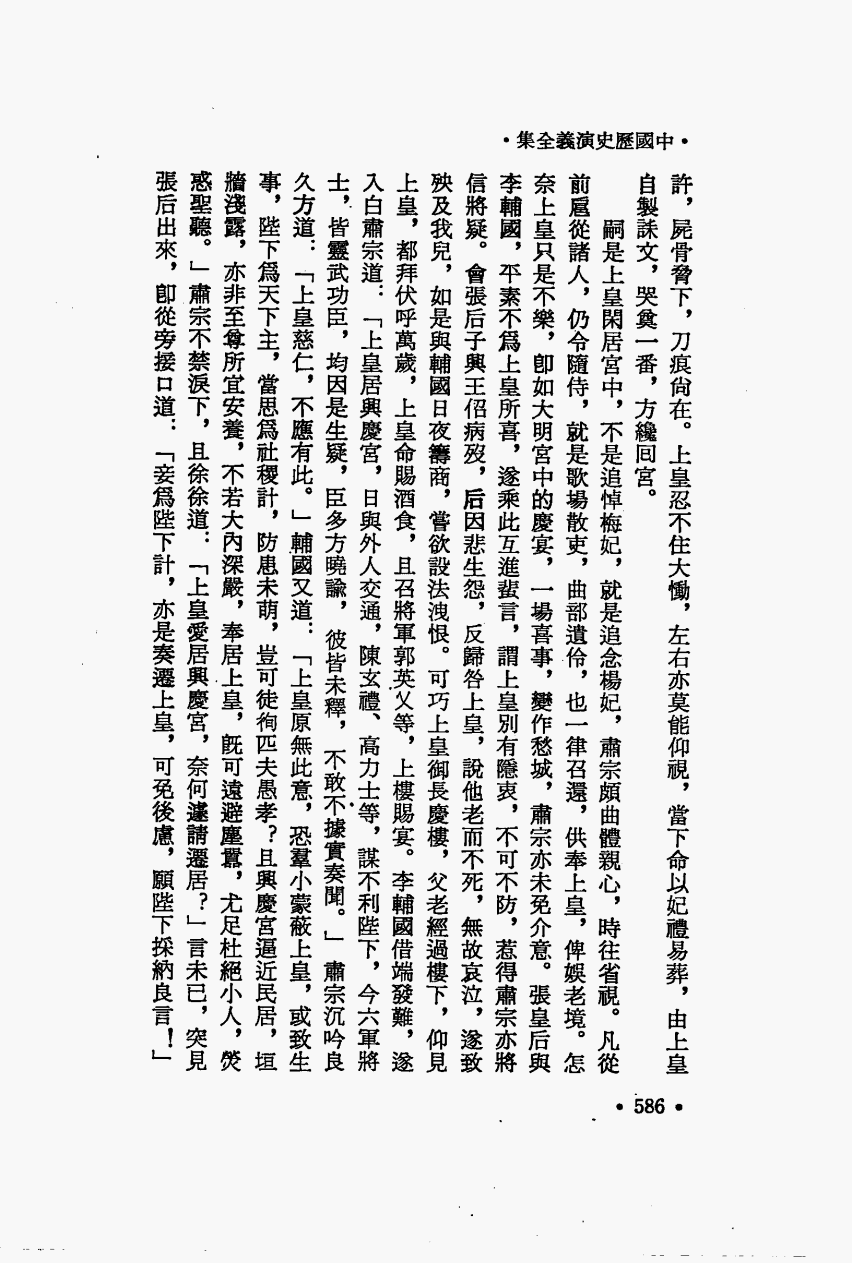 •中國歷史演義全集•
許，屍骨脅下，刀痕尙在。上皇忍不住大慟，左右亦莫能仰視，當下命以妃禮易葬，由上皇
自製誄文，哭奠一番，方纔回宮。
嗣是上皇閑居宮中，不是追悼梅妃，就是追念楊妃，肅宗頗曲體親心，時往省視。凡從
前扈從諸人，仍令隨侍，就是歌場散吏，曲部遺伶，也一律召還，供奉上皇，俾娛老境。怎
奈上皇只是不樂，卽如大明宮中的慶宴，一場喜事，變作愁城，肅宗亦未免介意。張皇后與
李輔國，平素不爲上皇所喜，遂乘此互進蜚言，謂上皇別有隱衷，不可不防，惹得肅宗亦將
信將疑。會張后子興王佋病歿，后因悲生怨，反歸咎上皇，說他老而不死，無故哀泣，遂致
殃及我兒，如是與輔國日夜籌商，嘗欲設法洩恨。可巧上皇御長慶樓，父老經過樓下，仰見
上皇，都拜伏呼萬歲，上皇命賜酒食，且召將軍郭英乂等，上樓賜宴。李輔國借端發難，遂
入白肅宗道：「上皇居興慶宮，日與外人交通，陳玄禮、高力士等，謀不利陛下，今六軍將
士，皆靈武功臣，均因是生疑，臣多方曉諭，彼皆未釋，不敢不據實奏聞。」肅宗沉吟良
久方道：「上皇慈仁，不應有此。」輔國又道：「上皇原無此意，恐羣小蒙蔽上皇，或致生
事，陛下爲天下主，當思爲社稷計，防患未萌，豈可徒徇匹夫愚孝？且興慶宮逼近民居，垣
牆淺露，亦非至尊所宜安養，不若大內深嚴，奉居上皇，旣可遠避塵囂，尤足杜絕小人，熒
惑聖聽。」肅宗不禁淚下，且徐徐道：「上皇愛居興慶宮，奈何遽請遷居？」言未已，突見
張后出來，卽從旁接口道：「妾爲陛下計，亦是奏遷上皇，可免後慮，願陛下採納良言！」
•586•